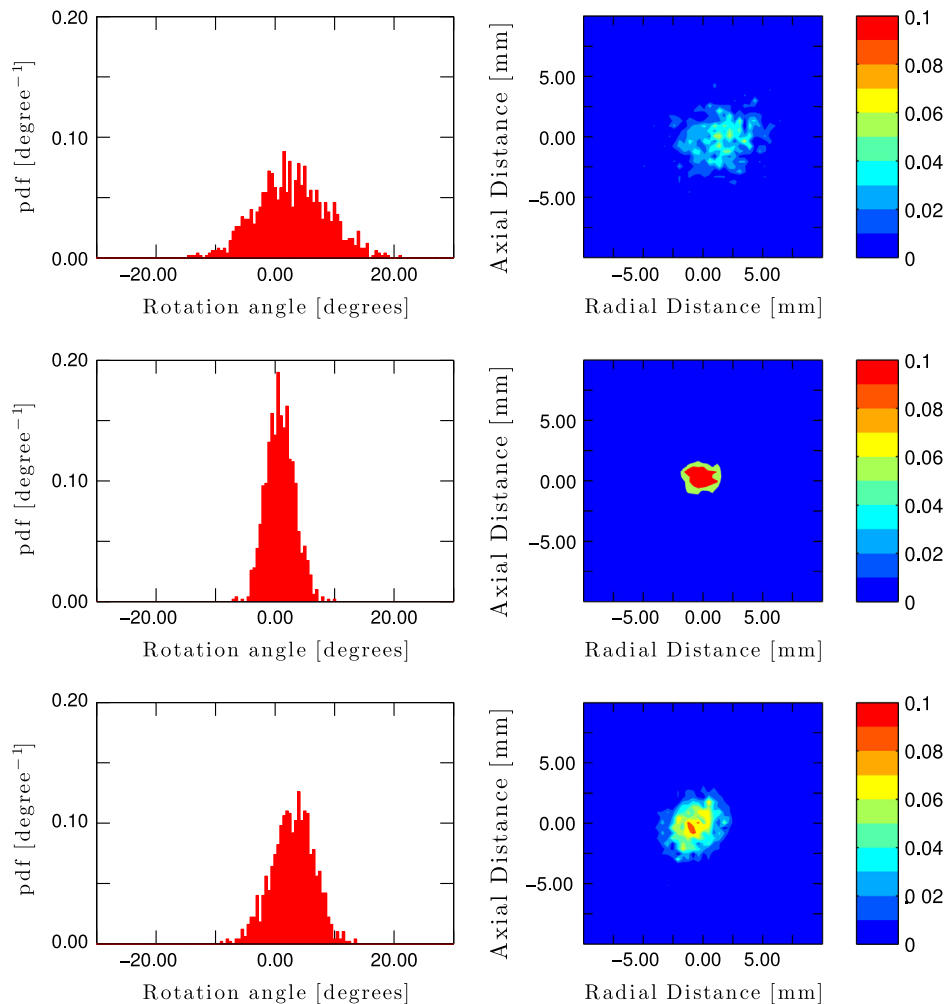 0.20
0.10
0.00
pdf [degree−1]
−20.00 0.00 20.00
Rotation angle [degrees]
5.00
0.00
−5.00
Axial Distance [mm]
−5.00 0.00 5.00
Radial Distance [mm]
0.1
0.08
0.06
0.04
0.02
0
0.20
0.10
0.00
pdf [degree−1]
−20.00 0.00 20.00
Rotation angle [degrees]
5.00
0.00
−5.00
Axial Distance [mm]
−5.00 0.00 5.00
Radial Distance [mm]
0.1
0.08
0.06
0.04
0.02
0
0.20
0.10
0.00
pdf [degree−1]
−20.00 0.00 20.00
Rotation angle [degrees]
5.00
0.00
−5.00
Axial Distance [mm]
−5.00 0.00 5.00
Radial Distance [mm]
0.1
0.08
0.06
0.04
0.02
0